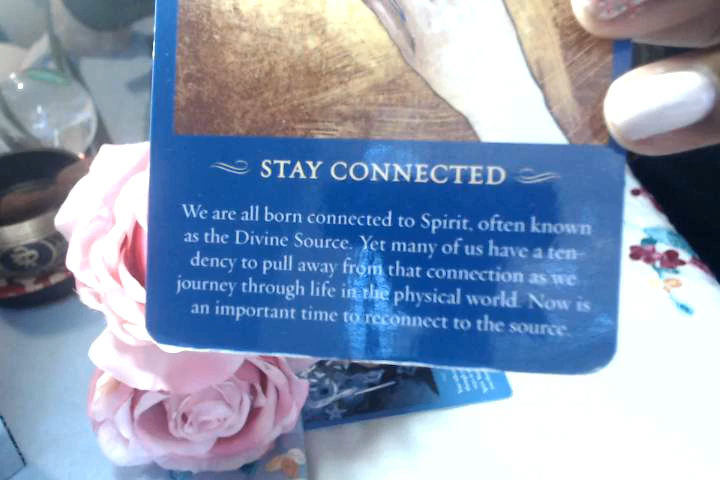 STAY CONNECTED
We are all born connected to Spirit, often known
as the Divine Source. Yet many of us have a ten-
dency to pull away from that connection as we
journey through life in the physical world. Now is
an important time to reconnect to the source.